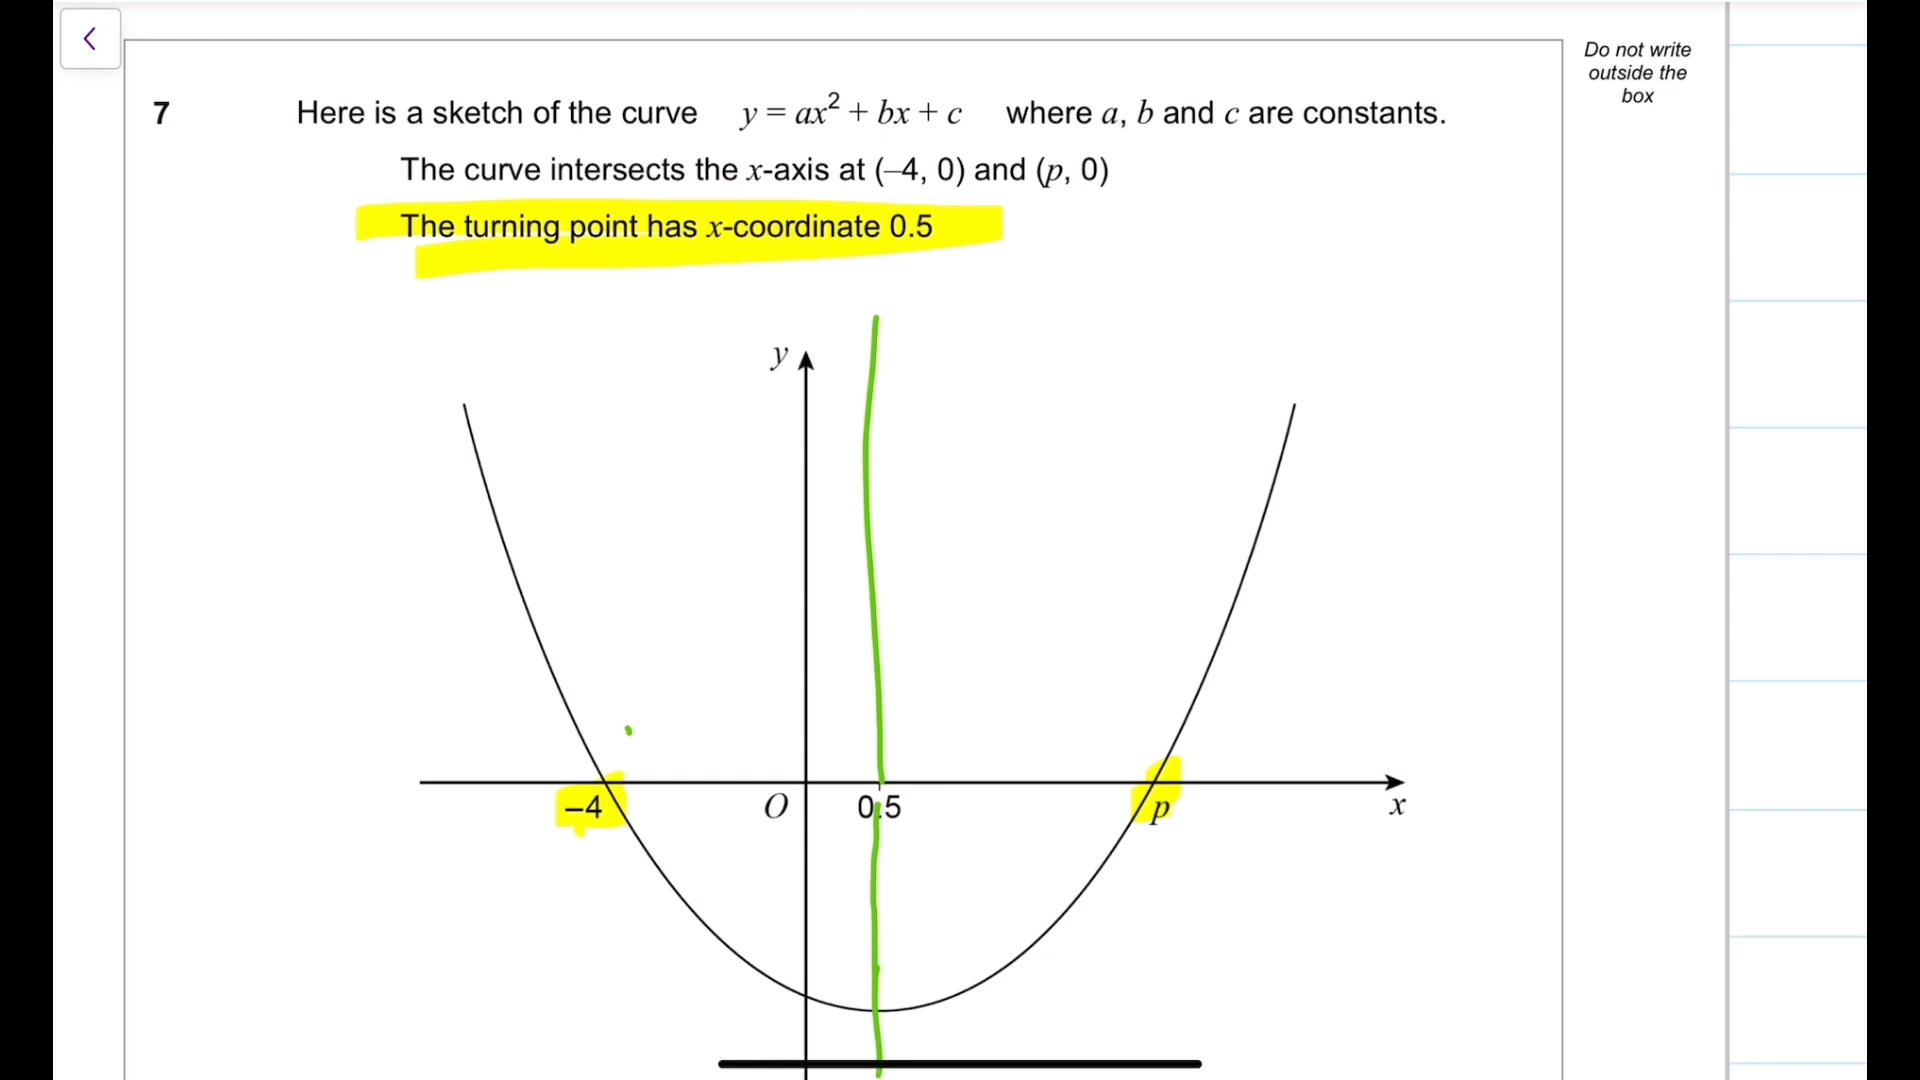 Do not write
outside the
box
7 Here is a sketch of the curve y = ax² + bx + c where a, b and c are constants.
The curve intersects the x-axis at (–4, 0) and (p, 0)
The turning point has x-coordinate 0.5
y
–4 O 0.5 p x